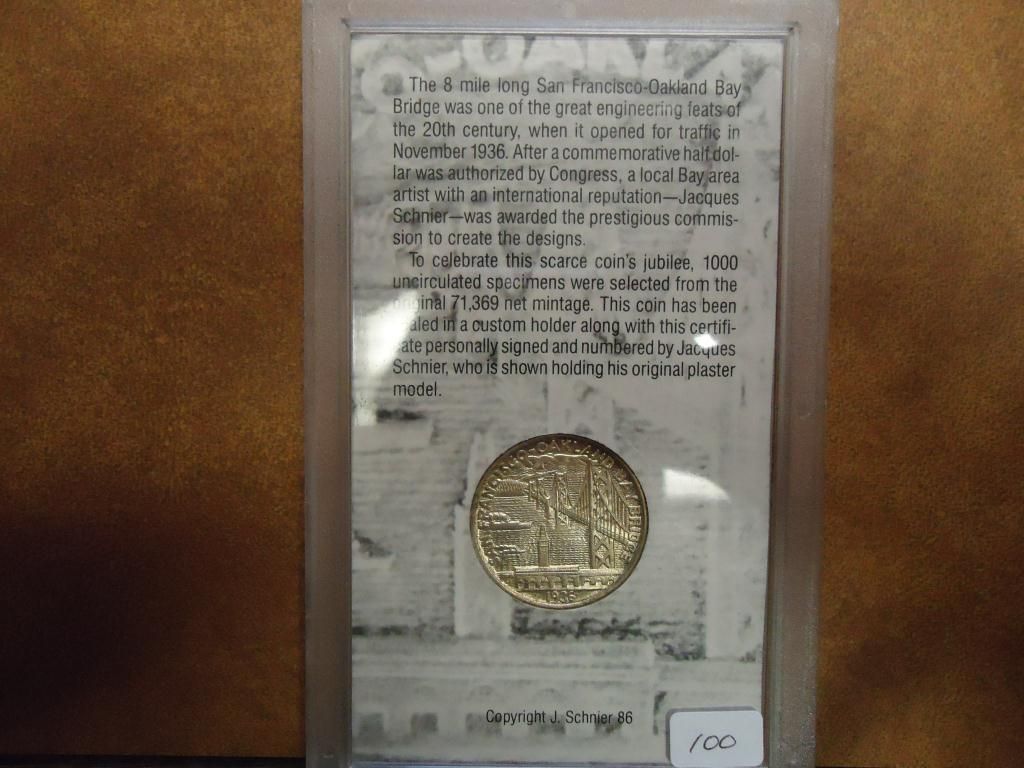 The 8 mile long San Francisco-Oakland Bay
Bridge was one of the great engineering feats of
the 20th century, when it opened for traffic in
November 1936. After a commemorative half dol-
lar was authorized by Congress, a local Bay area
artist with an international reputation—Jacques
Schnier—was awarded the prestigious commis-
sion to create the designs.
To celebrate this scarce coin's jubilee, 1000
uncirculated specimens were selected from the
original 71,369 net mintage. This coin has been
sealed in a custom holder along with this certifi-
cate personally signed and numbered by Jacques
Schnier, who is shown holding his original plaster
model.
SAN FRANCISCO-OAKLAND BAY BRIDGE
1936
Copyright J. Schnier 86
100